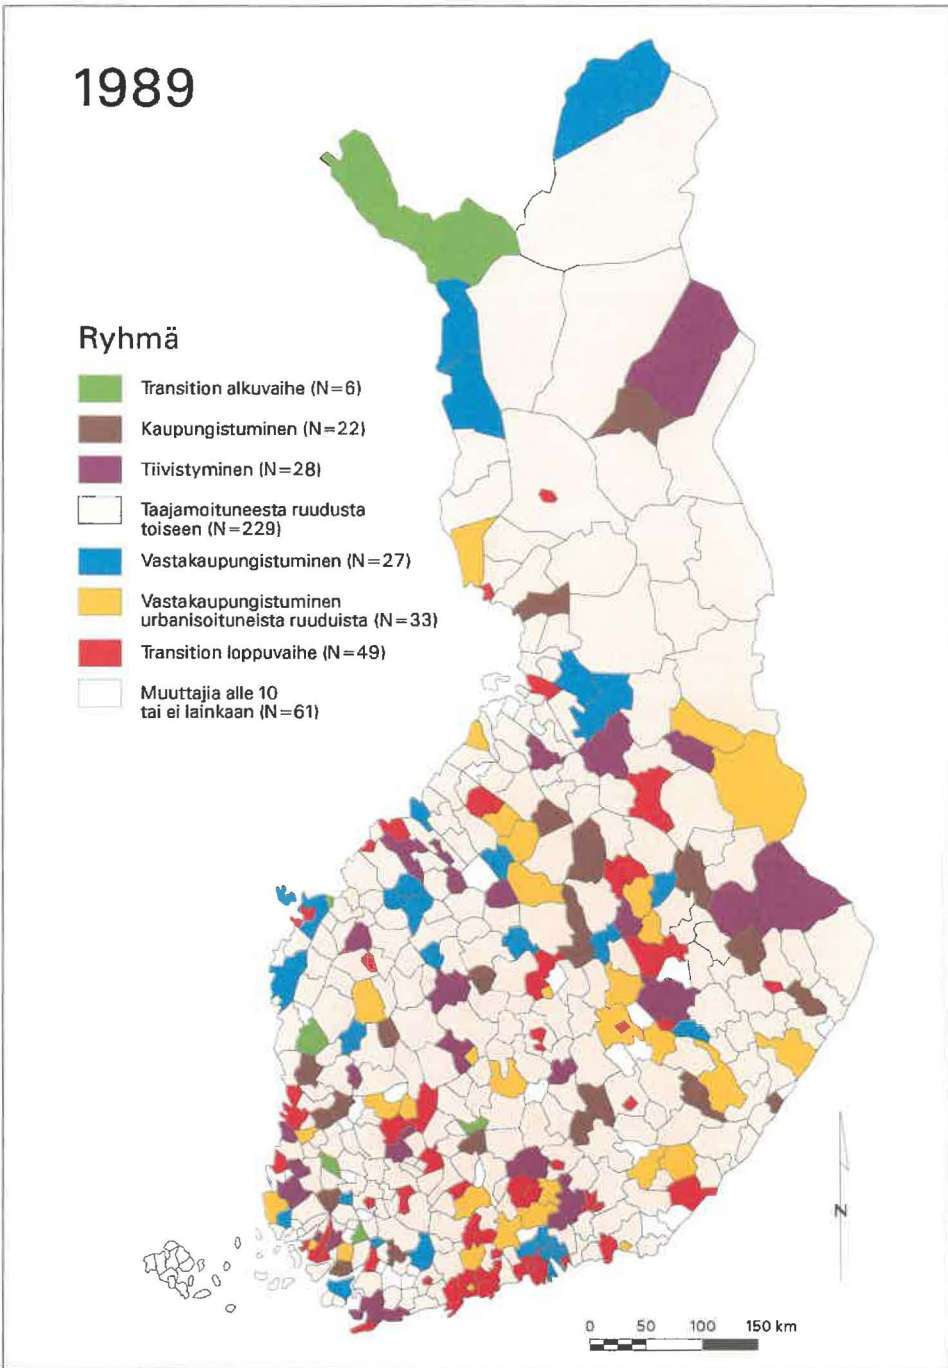 1989
Ryhmä
Transition alkuvaihe (N=6)
Kaupungistuminen (N=22)
Tiivistyminen (N=28)
Taajamoituneesta ruudusta
toiseen (N=229)
Vastakaupungistuminen (N=27)
Vastakaupungistuminen
urbanisoituneista ruuduista (N=33)
Transition loppuvaihe (N=49)
Muuttajia alle 10
tai ei lainkaan (N=61)
N
0 50 100 150 km